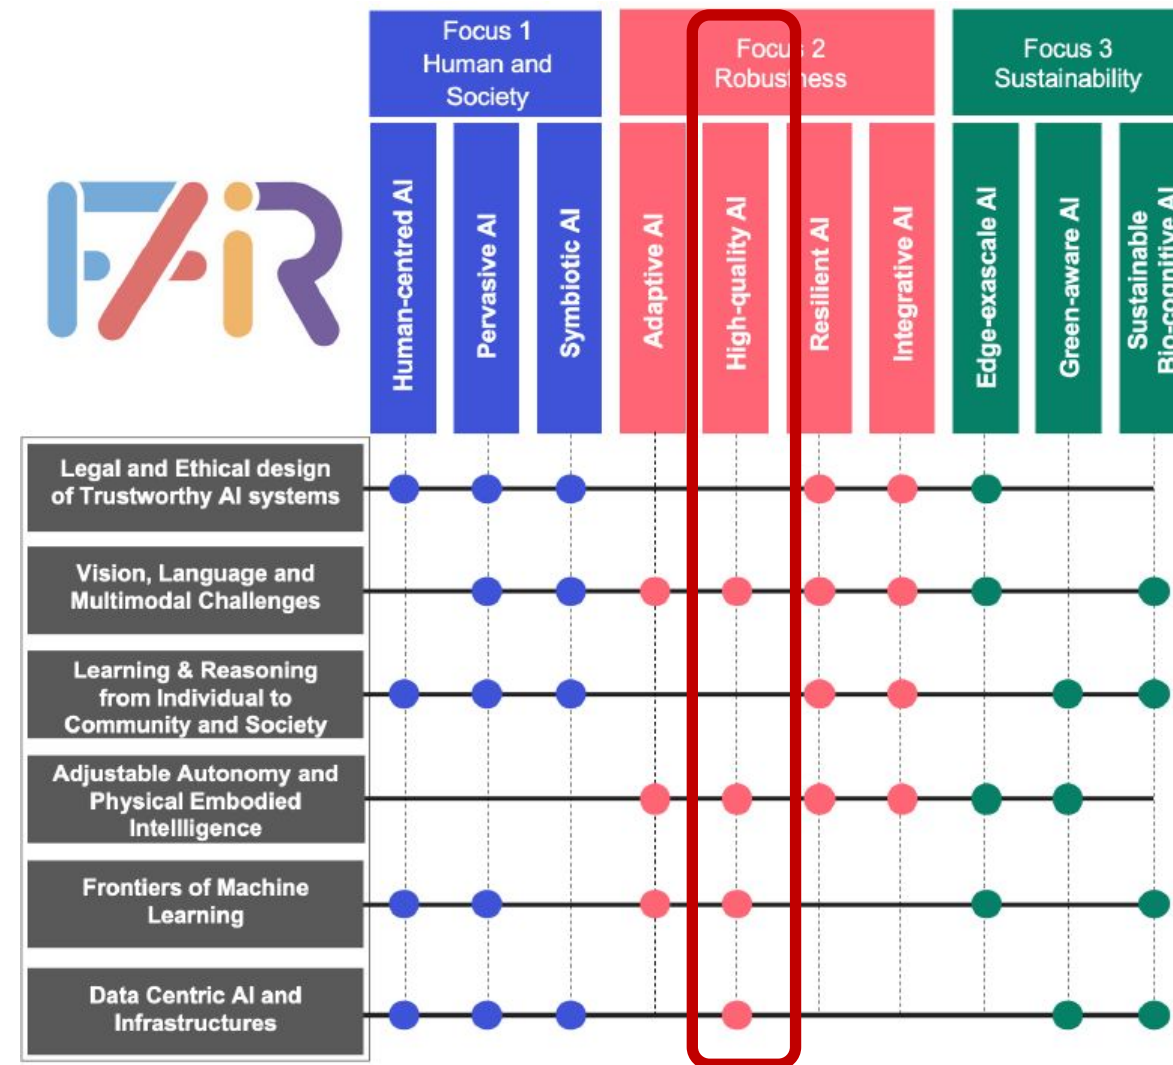 Focus 1
Human and
Society
Focus 2
Robustness
Focus 3
Sustainability
FAiR
Human-centred AI
Pervasive AI
Symbiotic AI
Adaptive AI
High-quality AI
Resilient AI
Integrative AI
Edge-exascale AI
Green-aware AI
Sustainable
Bio-cognitive AI
Legal and Ethical design
of Trustworthy AI systems
Vision, Language and
Multimodal Challenges
Learning & Reasoning
from Individual to
Community and Society
Adjustable Autonomy and
Physical Embodied
Intellligence
Frontiers of Machine
Learning
Data Centric AI and
Infrastructures